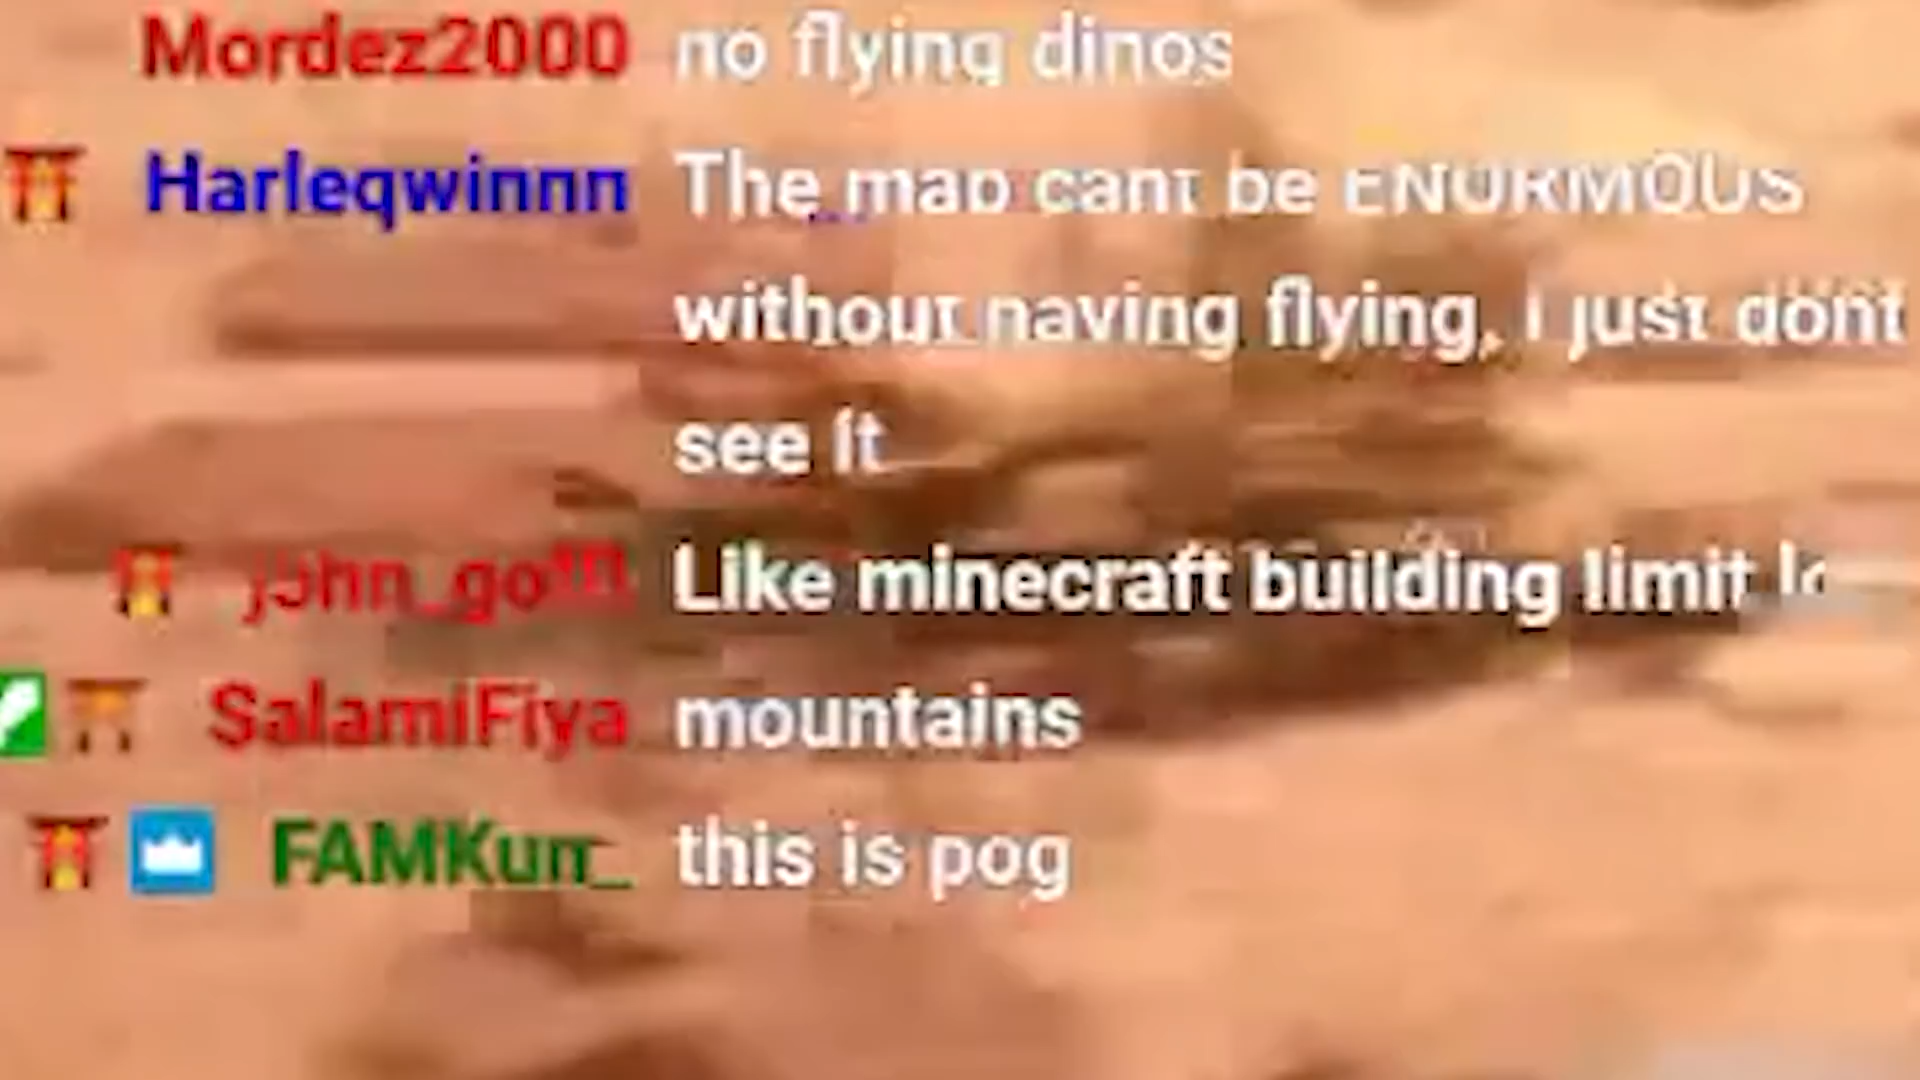 Mordez2000 no flying dinos
Harleqwinnn The map cant be ENORMOUS
without having flying, i just dont
see it
Like minecraft building limit
SalamiFiya mountains
this is pog